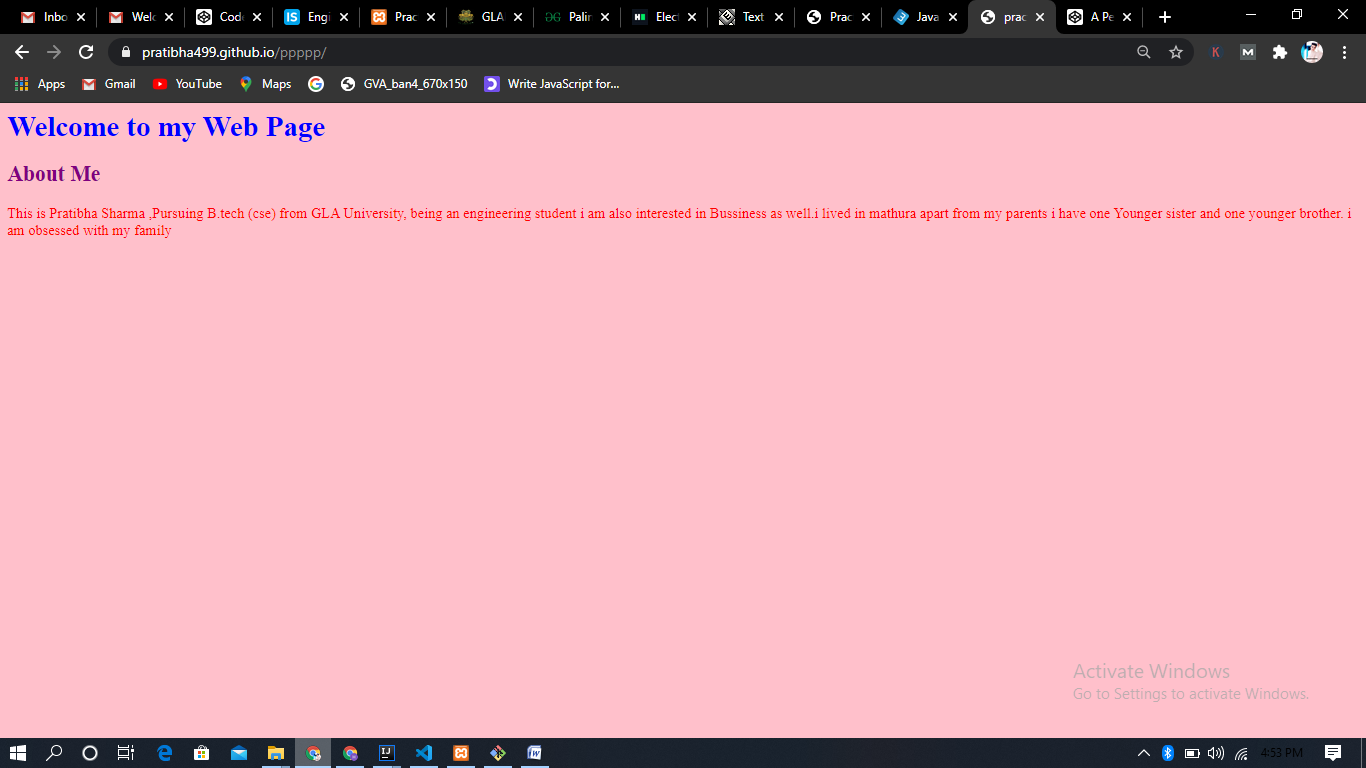 Inbo
Welc
Code
Engi
Prac
GLA
Palin
Elect
Text
Prac
Java
prac
A Pe
pratibha499.github.io/ppppp/
Apps
Gmail
YouTube
Maps
GVA_ban4_670x150
Write JavaScript for...
Welcome to my Web Page
About Me
This is Pratibha Sharma ,Pursuing B.tech (cse) from GLA University, being an engineering student i am also interested in Bussiness as well.i lived in mathura apart from my parents i have one Younger sister and one younger brother. i
am obsessed with my family
Activate Windows
Go to Settings to activate Windows.
4:53 PM